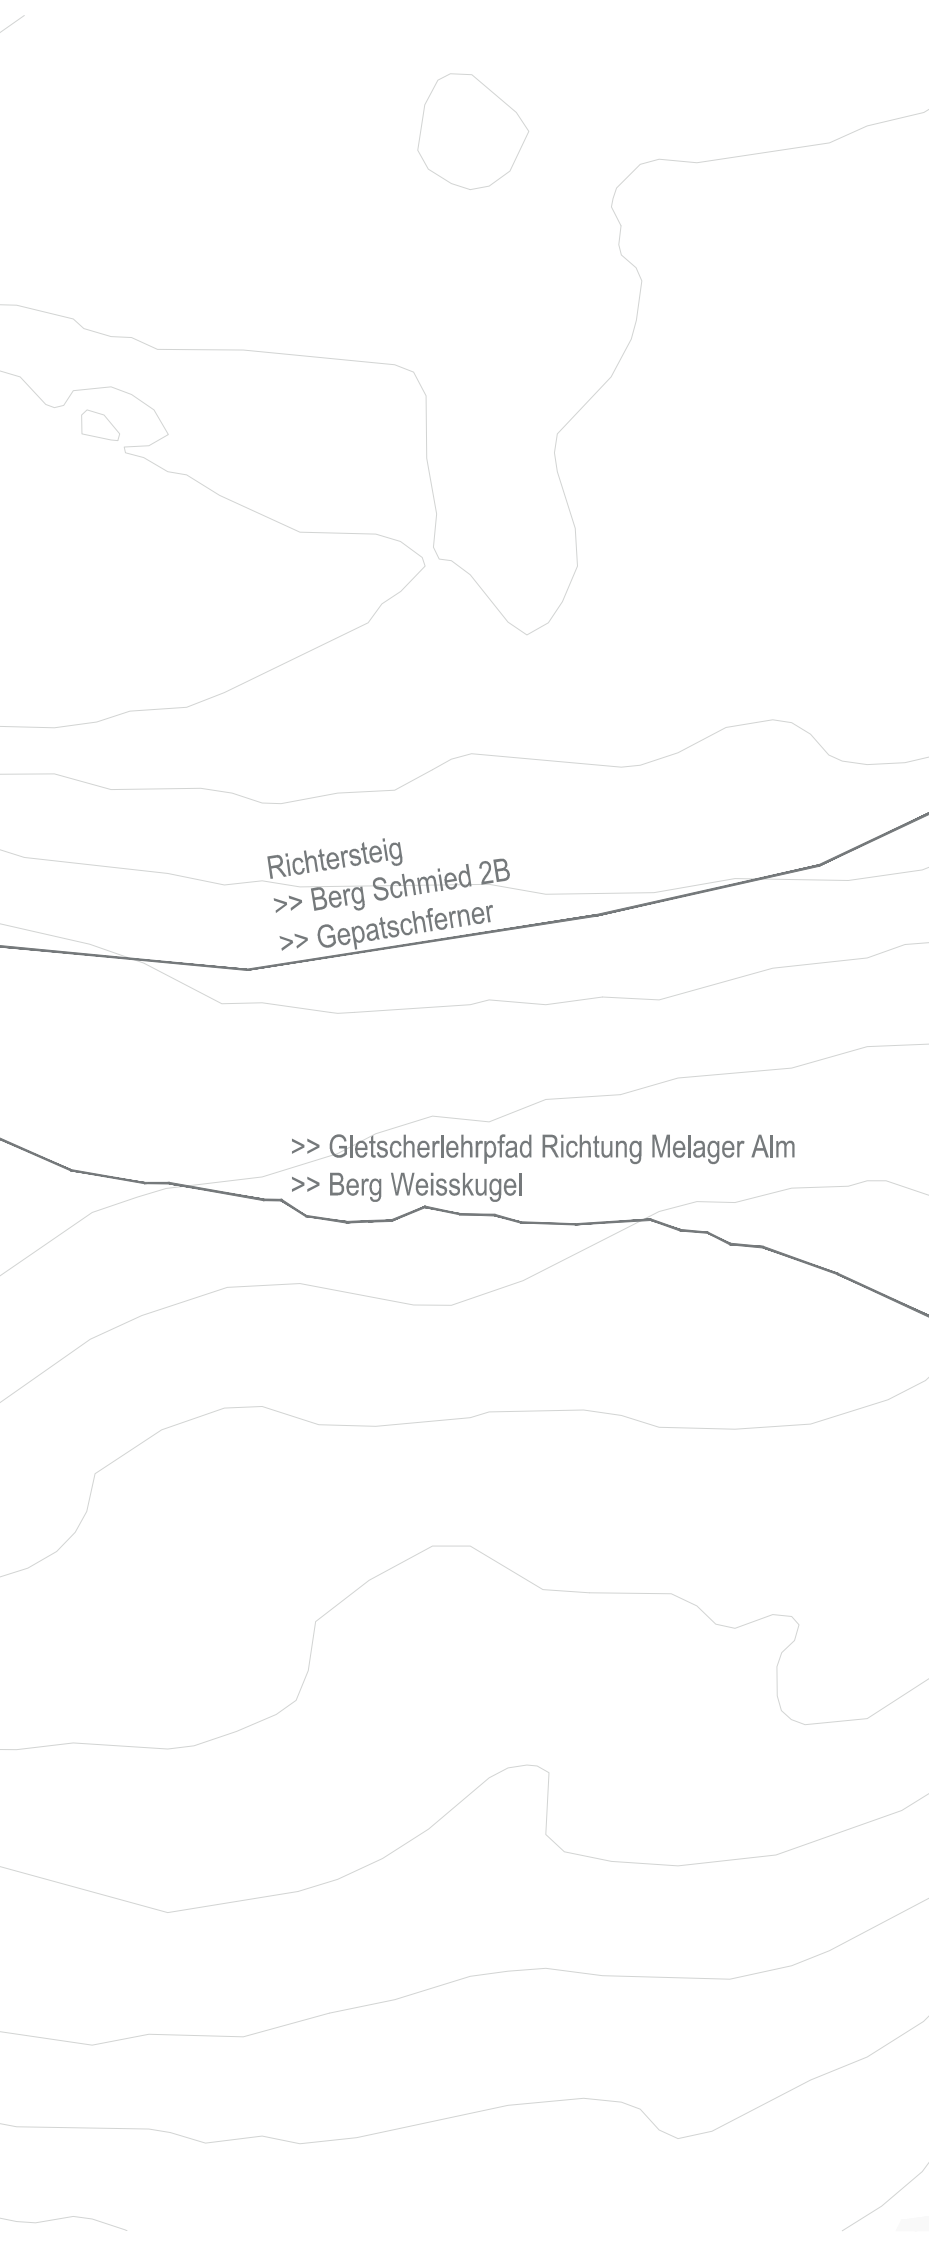 Richtersteig
>> Berg Schmied 2B
>> Gepatschferner
>> Gletscherlehrpfad Richtung Melager Alm
>> Berg Weisskugel